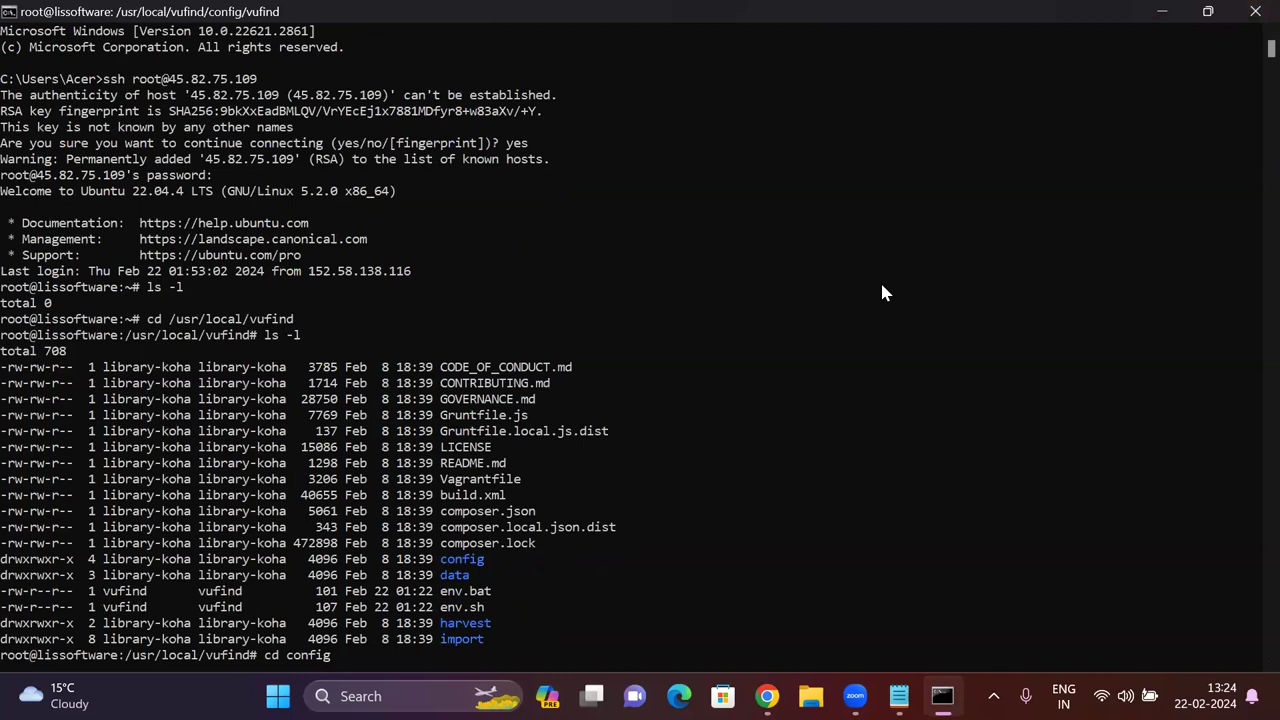 root@lissoftware: /usr/local/vufind/config/vufind
Microsoft Windows [Version 10.0.22621.2861]
(c) Microsoft Corporation. All rights reserved.
C:\Users\Acer>ssh root@45.82.75.109
The authenticity of host '45.82.75.109 (45.82.75.109)' can't be established.
RSA key fingerprint is SHA256:9bkXxEadBMLQV/VrYEcEj1x7881MDfyr8+w83aXv/+Y.
This key is not known by any other names
Are you sure you want to continue connecting (yes/no/[fingerprint])? yes
Warning: Permanently added '45.82.75.109' (RSA) to the list of known hosts.
root@45.82.75.109's password:
Welcome to Ubuntu 22.04.4 LTS (GNU/Linux 5.2.0 x86_64)
* Documentation:  https://help.ubuntu.com
* Management:     https://landscape.canonical.com
* Support:        https://ubuntu.com/pro
Last login: Thu Feb 22 01:53:02 2024 from 152.58.138.116
root@lissoftware:~# ls -l
total 0
root@lissoftware:~# cd /usr/local/vufind
root@lissoftware:/usr/local/vufind# ls -l
total 708
-rw-rw-r--  1 library-koha library-koha   3785 Feb  8 18:39 CODE_OF_CONDUCT.md
-rw-rw-r--  1 library-koha library-koha   1714 Feb  8 18:39 CONTRIBUTING.md
-rw-rw-r--  1 library-koha library-koha  28750 Feb  8 18:39 GOVERNANCE.md
-rw-rw-r--  1 library-koha library-koha   7769 Feb  8 18:39 Gruntfile.js
-rw-rw-r--  1 library-koha library-koha    137 Feb  8 18:39 Gruntfile.local.js.dist
-rw-rw-r--  1 library-koha library-koha  15086 Feb  8 18:39 LICENSE
-rw-rw-r--  1 library-koha library-koha   1298 Feb  8 18:39 README.md
-rw-rw-r--  1 library-koha library-koha   3206 Feb  8 18:39 Vagrantfile
-rw-rw-r--  1 library-koha library-koha  40655 Feb  8 18:39 build.xml
-rw-rw-r--  1 library-koha library-koha   5061 Feb  8 18:39 composer.json
-rw-rw-r--  1 library-koha library-koha    343 Feb  8 18:39 composer.local.json.dist
-rw-rw-r--  1 library-koha library-koha 472898 Feb  8 18:39 composer.lock
drwxrwxr-x  4 library-koha library-koha   4096 Feb  8 18:39 config
drwxrwxr-x  3 library-koha library-koha   4096 Feb  8 18:39 data
-rw-r--r--  1 vufind       vufind          101 Feb 22 01:22 env.bat
-rw-r--r--  1 vufind       vufind          107 Feb 22 01:22 env.sh
drwxrwxr-x  2 library-koha library-koha   4096 Feb  8 18:39 harvest
drwxrwxr-x  8 library-koha library-koha   4096 Feb  8 18:39 import
root@lissoftware:/usr/local/vufind# cd config
15°C
Cloudy
Search
PRE
zoom
ENG
IN
13:24
22-02-2024